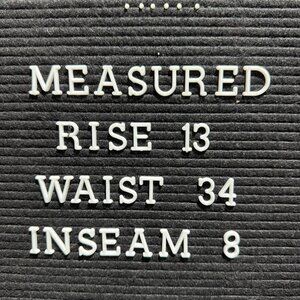 MEASURED
RISE 13
WAIST 34
INSEAM 8